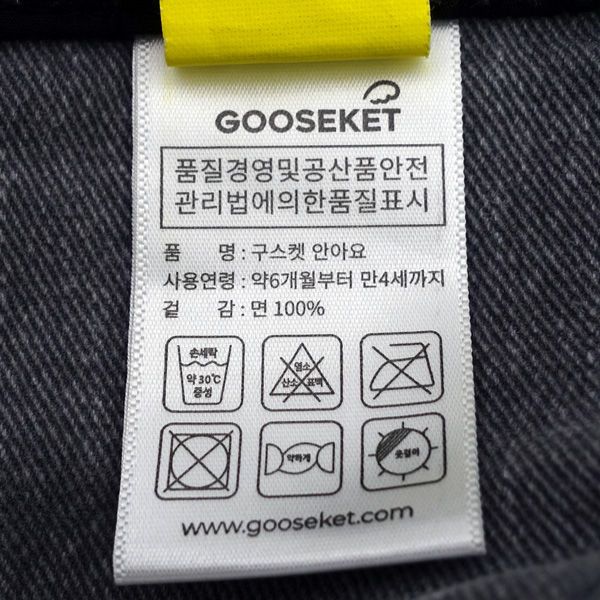 GOOSEKET
품질경영및공산품안전
관리법에의한품질표시
품 명 : 구스켓 안아요
사용연령 : 약6개월부터 만4세까지
겉 감 : 면 100%
손세탁
약 30℃
중성
염소
산소 표백
약하게
옷걸이
www.gooseket.com